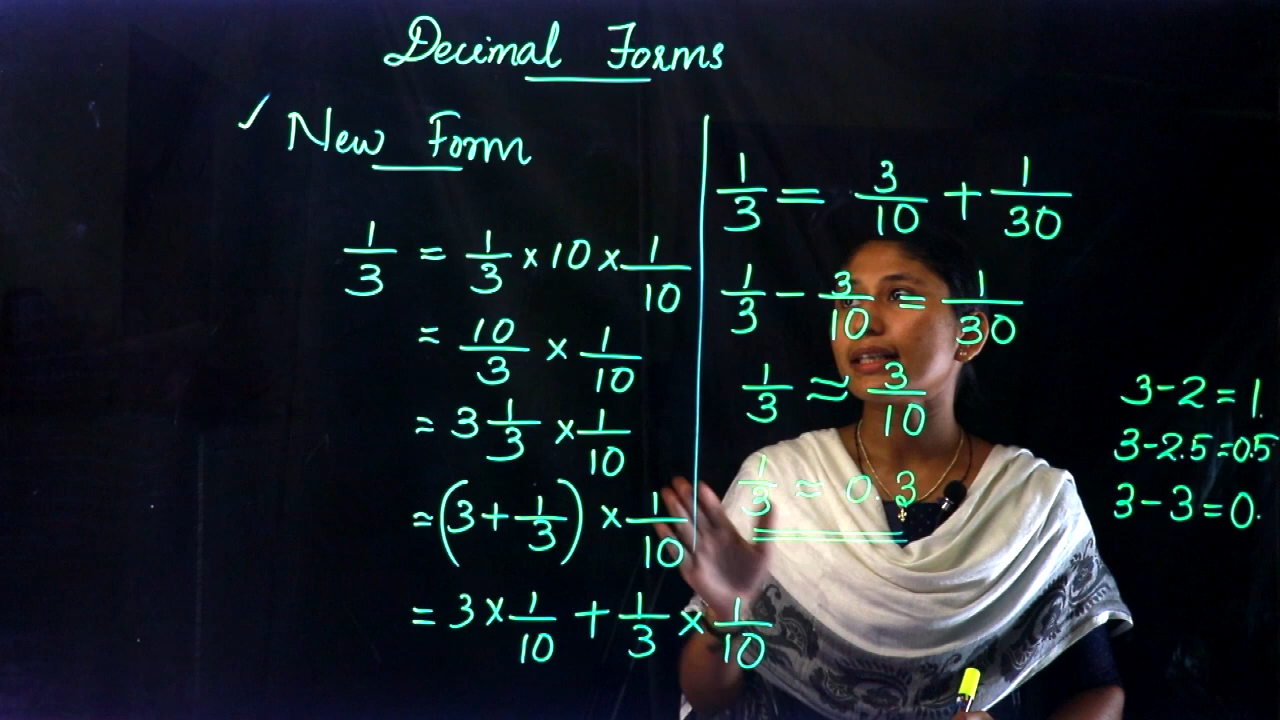 Decimal Forms
✓ New Form
1/3 = 1/3 × 10 × 1/10
= 10/3 × 1/10
= 3 1/3 × 1/10
= (3 + 1/3) × 1/10
= 3 × 1/10 + 1/3 × 1/10
1/3 = 3/10 + 1/30
1/3 − 3/10 = 1/30
1/3 ≈ 3/10
1/3 ≈ 0.3
3 − 2 = 1.
3 − 2.5 = 0.5
3 − 3 = 0.